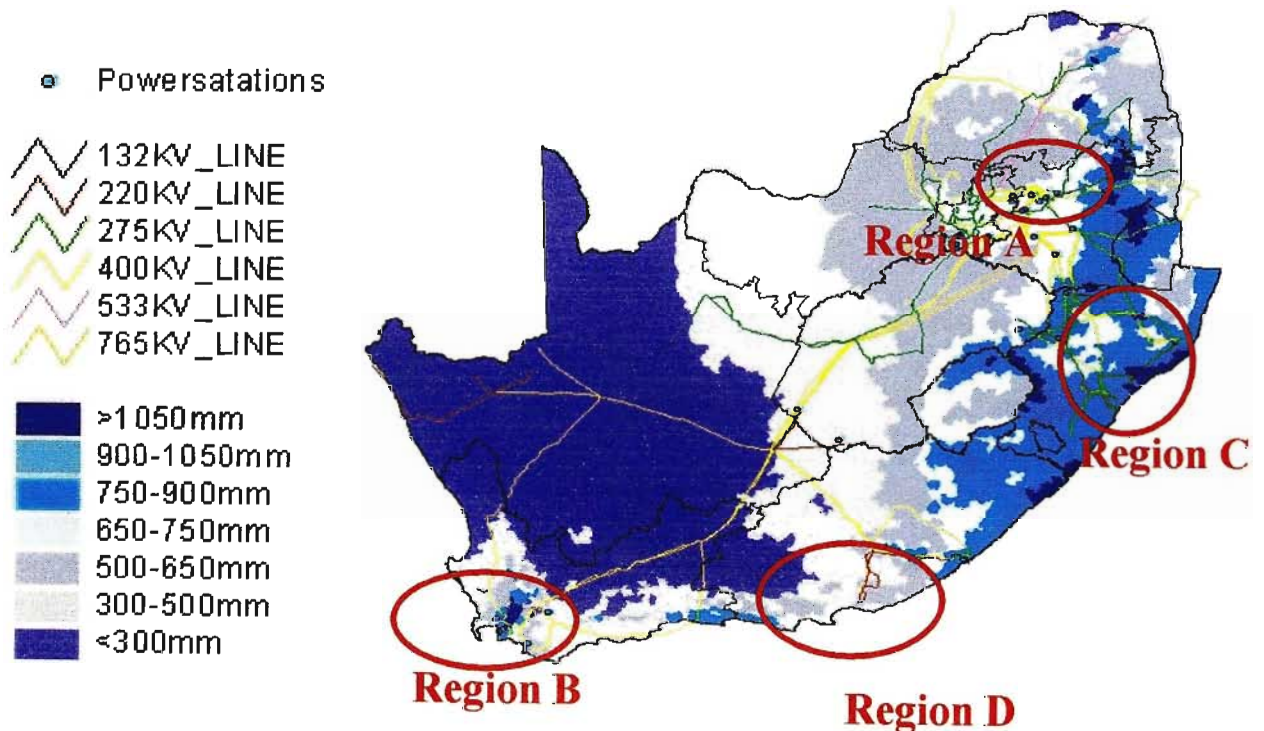 Powersatations
132KV_LINE
220KV_LINE
275KV_LINE
400KV_LINE
533KV_LINE
765KV_LINE
>1050mm
900-1050mm
750-900mm
650-750mm
500-650mm
300-500mm
<300mm
Region A
Region C
Region B
Region D